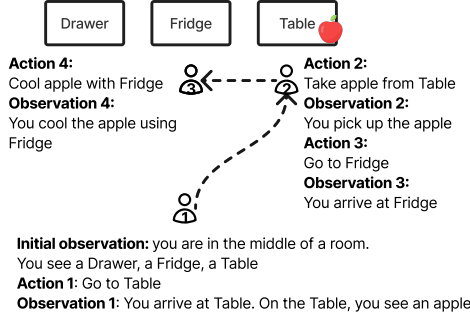 Drawer
Fridge
Table
Action 4:
Cool apple with Fridge
Observation 4:
You cool the apple using
Fridge
3
2
Action 2:
Take apple from Table
Observation 2:
You pick up the apple
Action 3:
Go to Fridge
Observation 3:
You arrive at Fridge
1
Initial observation: you are in the middle of a room.
You see a Drawer, a Fridge, a Table
Action 1: Go to Table
Observation 1: You arrive at Table. On the Table, you see an apple